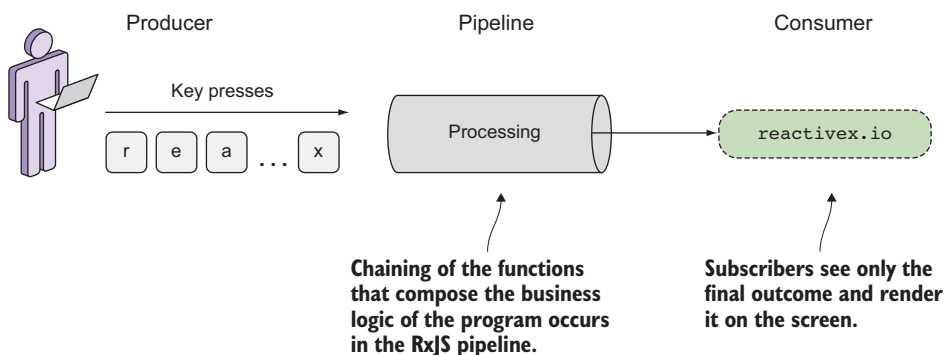 Producer
Pipeline
Consumer
Key presses
r e a ... x
Processing
reactivex.io
Chaining of the functions
that compose the business
logic of the program occurs
in the RxJS pipeline.
Subscribers see only the
final outcome and render
it on the screen.